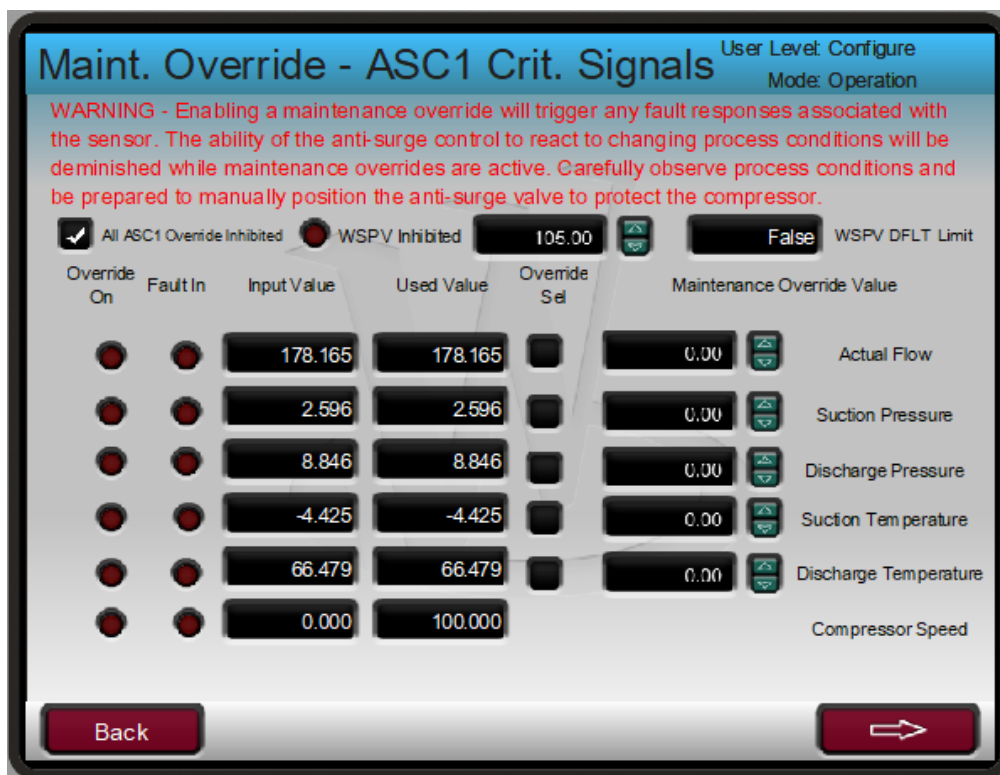 Maint. Override - ASC1 Crit. Signals
User Level: Configure
Mode: Operation
WARNING - Enabling a maintenance override will trigger any fault responses associated with
the sensor. The ability of the anti-surge control to react to changing process conditions will be
deminished while maintenance overrides are active. Carefully observe process conditions and
be prepared to manually position the anti-surge valve to protect the compressor.
All ASC1 Override Inhibited WSPV Inhibited 105.00 False WSPV DFLT Limit
Override On Fault In Input Value Used Value Override Sel Maintenance Override Value
178.165 178.165 0.00 Actual Flow
2.596 2.596 0.00 Suction Pressure
8.846 8.846 0.00 Discharge Pressure
-4.425 -4.425 0.00 Suction Temperature
66.479 66.479 0.00 Discharge Temperature
0.000 100.000 Compressor Speed
Back